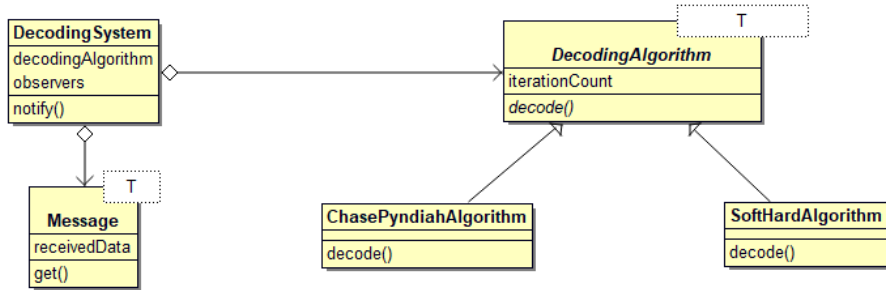 DecodingSystem
decodingAlgorithm
observers
notify()
T
DecodingAlgorithm
iterationCount
decode()
T
Message
receivedData
get()
ChasePyndiahAlgorithm
decode()
SoftHardAlgorithm
decode()